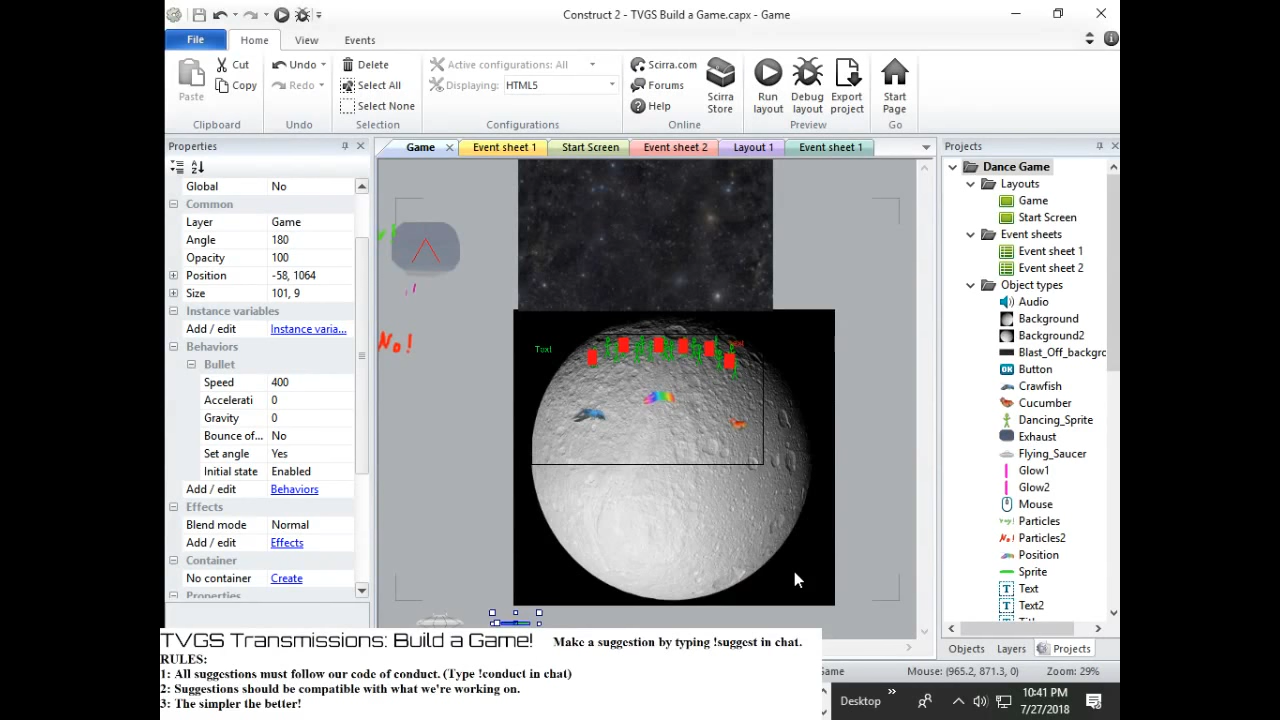 Construct 2 - TVGS Build a Game.capx - Game
File Home View Events
Paste Cut Copy Clipboard
Undo Redo Undo
Delete Select All Select None Selection
Active configurations: All
Displaying: HTML5
Configurations
Scirra.com Forums Help Scirra Store Online
Run layout Debug layout Export project Preview
Start Page Go
Properties
Game Event sheet 1 Start Screen Event sheet 2 Layout 1 Event sheet 1
Projects
Global No
Common
Layer Game
Angle 180
Opacity 100
Position -58, 1064
Size 101, 9
Instance variables
Add / edit Instance varia...
Behaviors
Bullet
Speed 400
Accelerati 0
Gravity 0
Bounce of... No
Set angle Yes
Initial state Enabled
Add / edit Behaviors
Effects
Blend mode Normal
Add / edit Effects
Container
No container Create
Properties
No!
Text
Dance Game
Layouts
Game
Start Screen
Event sheets
Event sheet 1
Event sheet 2
Object types
Audio
Background
Background2
Blast_Off_backgro
Button
Crawfish
Cucumber
Dancing_Sprite
Exhaust
Flying_Saucer
Glow1
Glow2
Mouse
Particles
Particles2
Position
Sprite
Text
Text2
Objects Layers Projects
Mouse: (965.2, 871.3, 0) Zoom: 29%
TVGS Transmissions: Build a Game! Make a suggestion by typing !suggest in chat.
RULES:
1: All suggestions must follow our code of conduct. (Type !conduct in chat)
2: Suggestions should be compatible with what we're working on.
3: The simpler the better!
Desktop
10:41 PM
7/27/2018